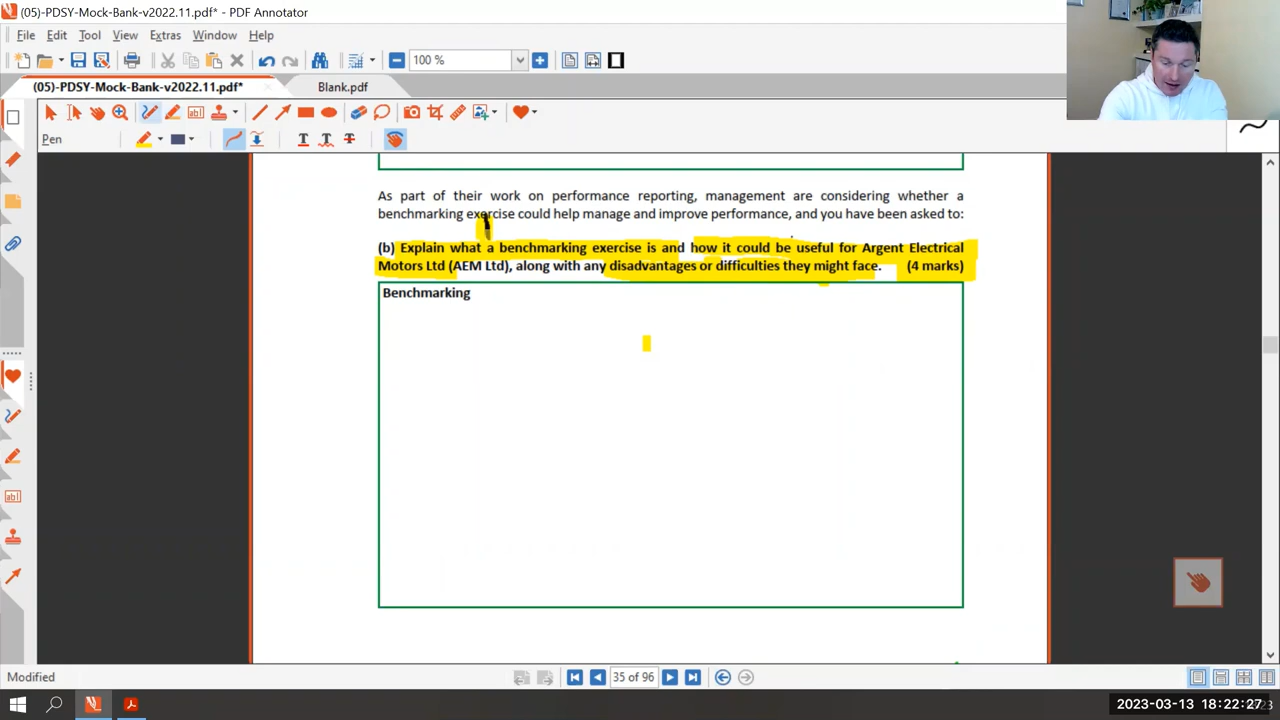 (05)-PDSY-Mock-Bank-v2022.11.pdf* - PDF Annotator
File Edit Tool View Extras Window Help
100 %
(05)-PDSY-Mock-Bank-v2022.11.pdf* Blank.pdf
Pen
As part of their work on performance reporting, management are considering whether a
benchmarking exercise could help manage and improve performance, and you have been asked to:
(b) Explain what a benchmarking exercise is and how it could be useful for Argent Electrical
Motors Ltd (AEM Ltd), along with any disadvantages or difficulties they might face. (4 marks)
Benchmarking
Modified
35 of 96
2023-03-13 18:22:27